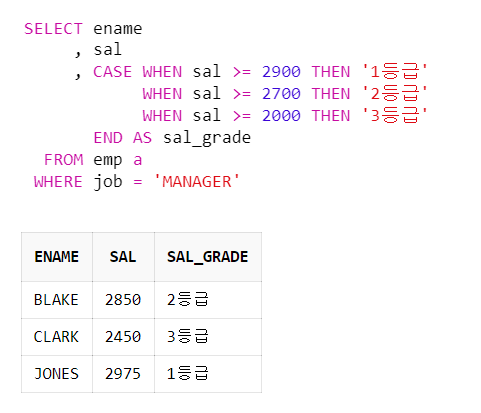 SELECT ename
, sal
, CASE WHEN sal >= 2900 THEN '1등급'
WHEN sal >= 2700 THEN '2등급'
WHEN sal >= 2000 THEN '3등급'
END AS sal_grade
FROM emp a
WHERE job = 'MANAGER'
ENAME SAL SAL_GRADE
BLAKE 2850 2등급
CLARK 2450 3등급
JONES 2975 1등급